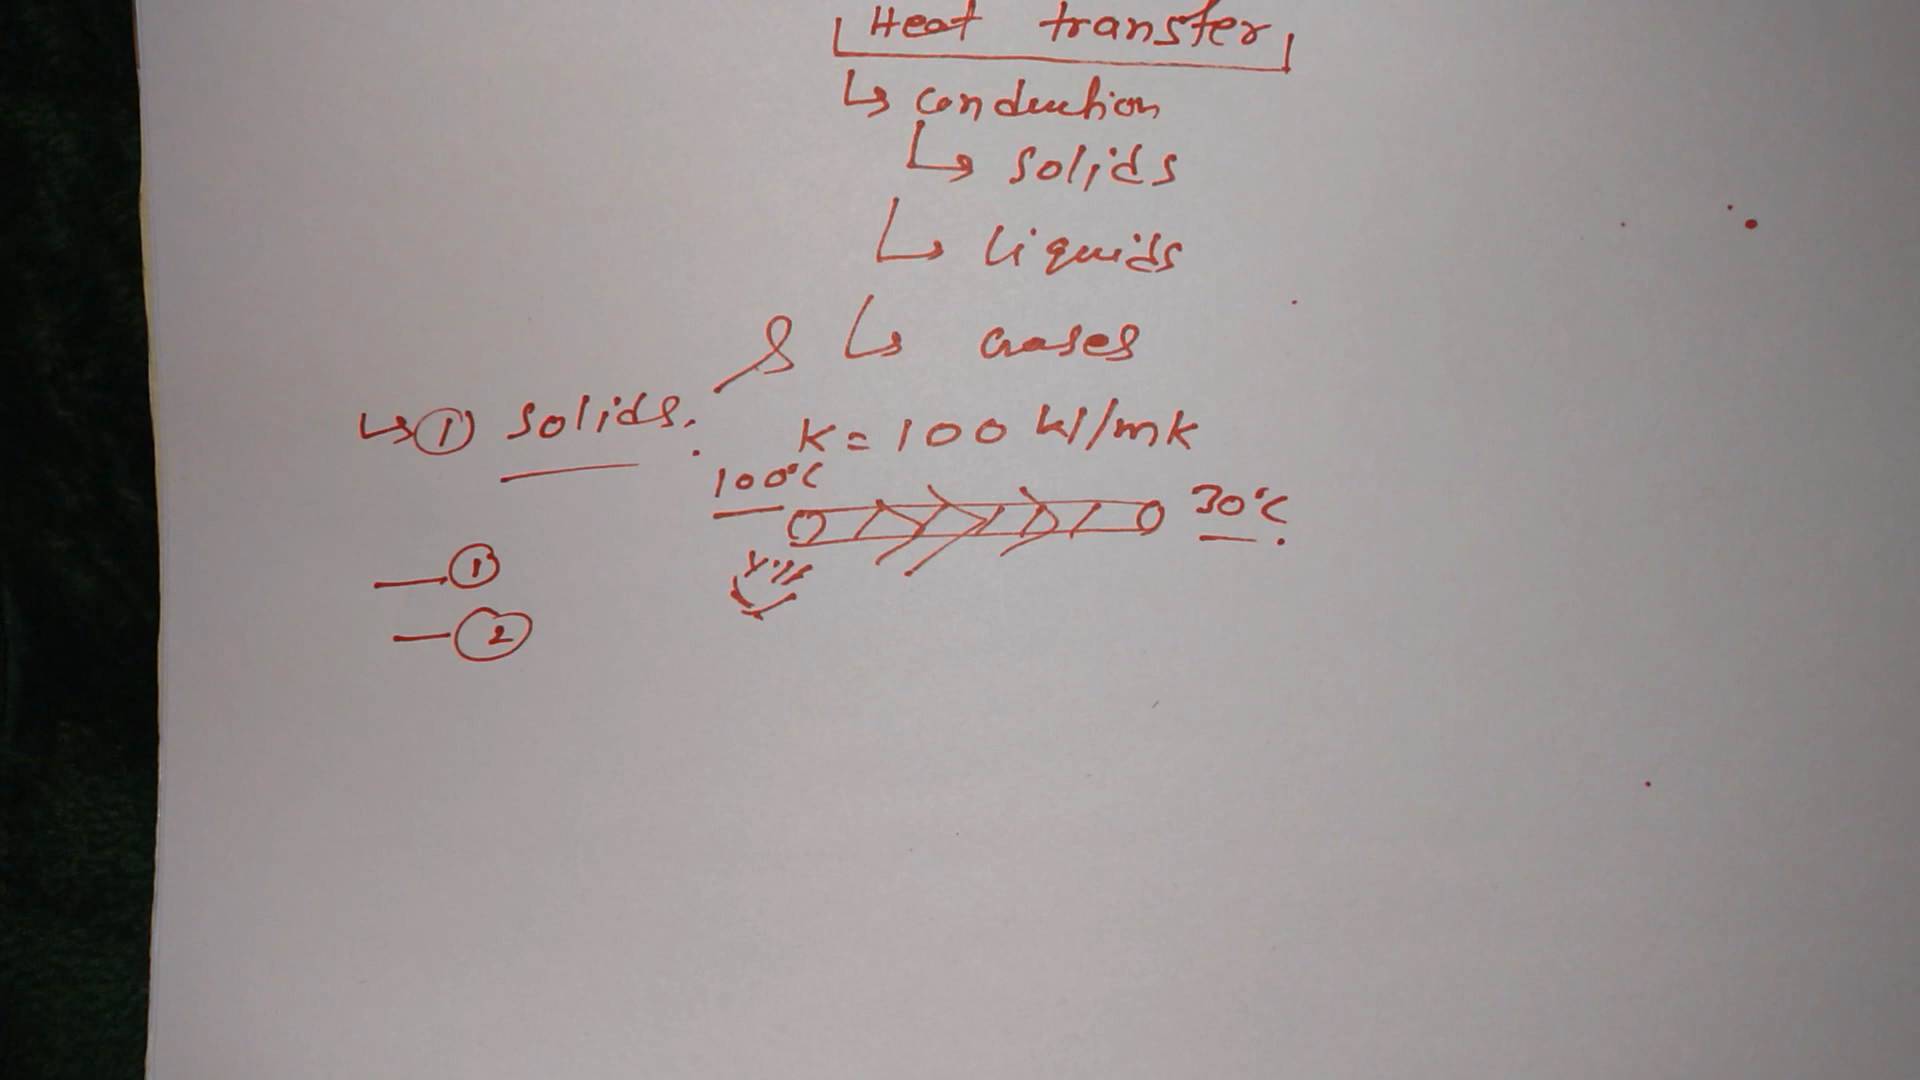 Heat transfer
↳ conduction
↳ solids
↳ liquids
↳ Gases
↳ ① solids.
K = 100 W/mK
100°C
30°C
①
②